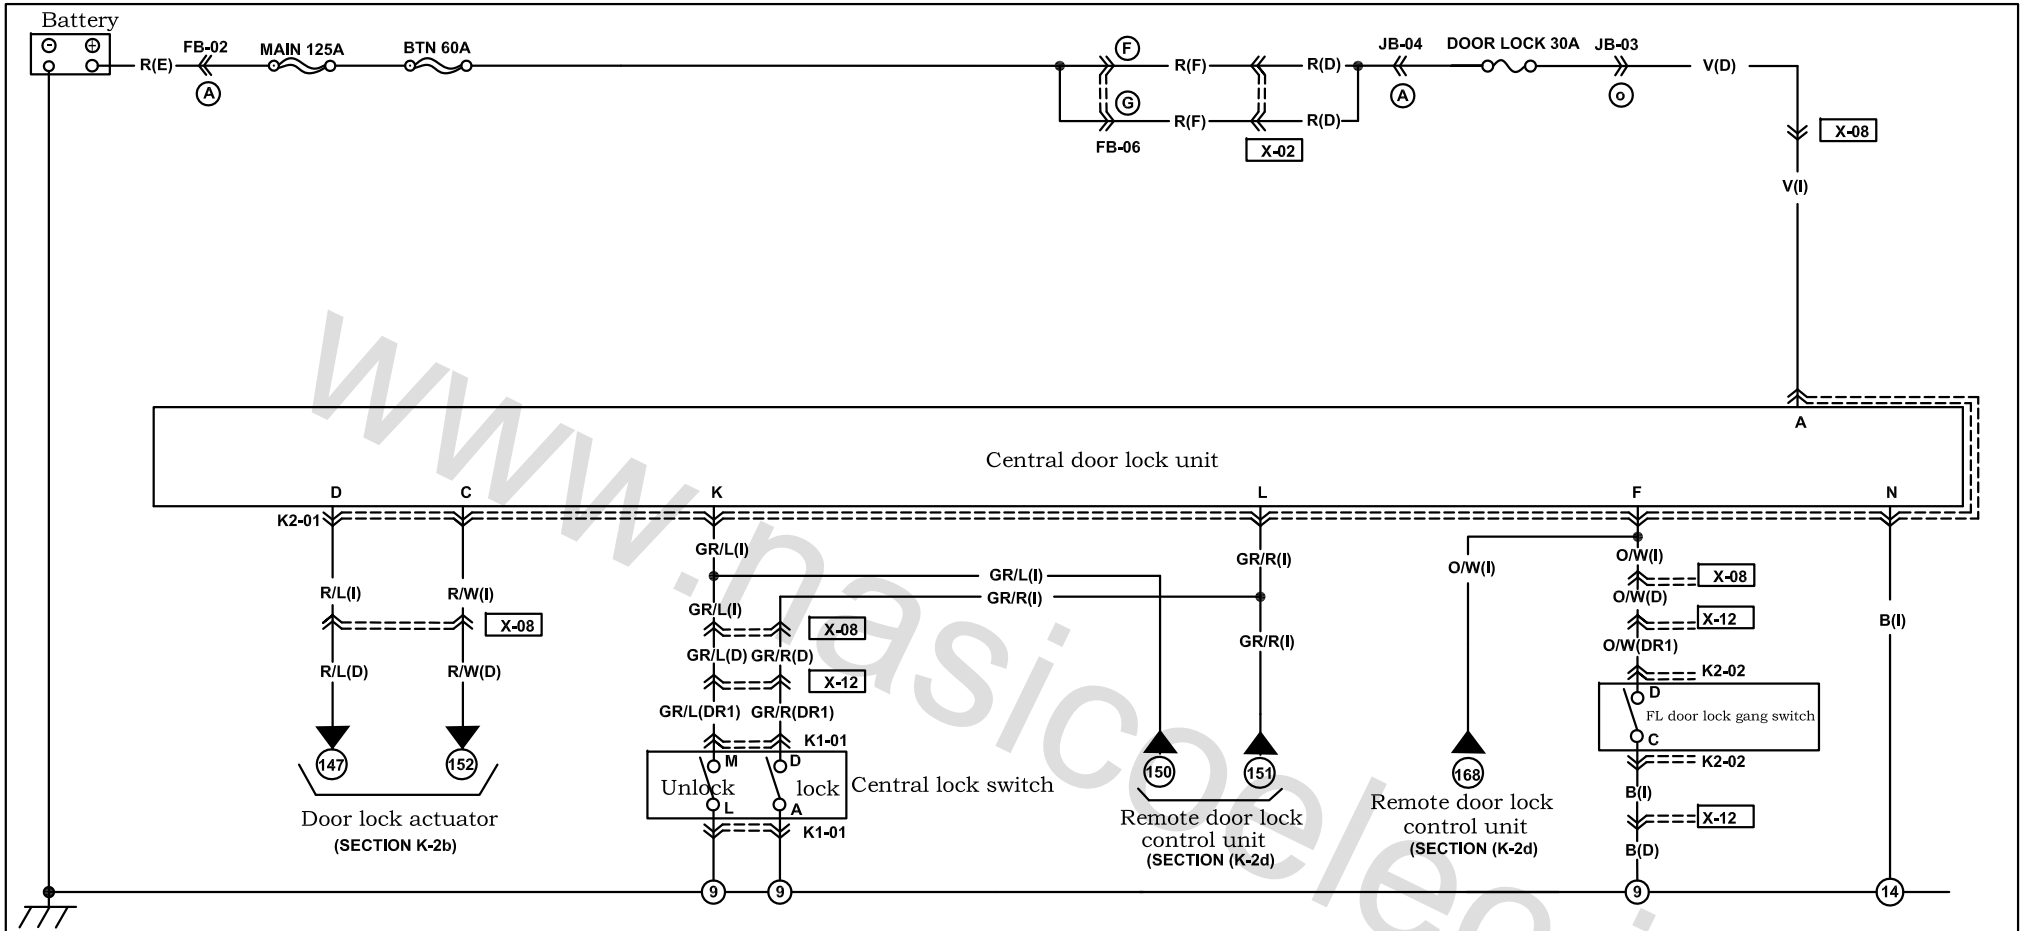 Battery
FB-02
MAIN 125A
BTN 60A
F
JB-04
DOOR LOCK 30A
JB-03
R(E)
R(F)
R(D)
V(D)
A
G
A
o
R(F)
R(D)
FB-06
X-02
X-08
V(I)
A
Central door lock unit
D
C
K
L
F
N
K2-01
GR/L(I)
GR/R(I)
O/W(I)
GR/L(I)
O/W(I)
X-08
R/L(I)
R/W(I)
GR/L(I)
GR/R(I)
O/W(D)
X-08
X-08
X-12
B(I)
GR/L(D)
GR/R(D)
GR/R(I)
O/W(DR1)
R/L(D)
R/W(D)
X-12
K2-02
GR/L(DR1)
GR/R(DR1)
D
FL door lock gang switch
K1-01
C
M
D
K2-02
147
152
150
151
168
Unlock
lock
Central lock switch
L
A
B(I)
Door lock actuator
(SECTION K-2b)
K1-01
Remote door lock
control unit
(SECTION (K-2d)
Remote door lock
control unit
(SECTION (K-2d)
X-12
B(D)
9
9
9
14
www.nasicoelec.i